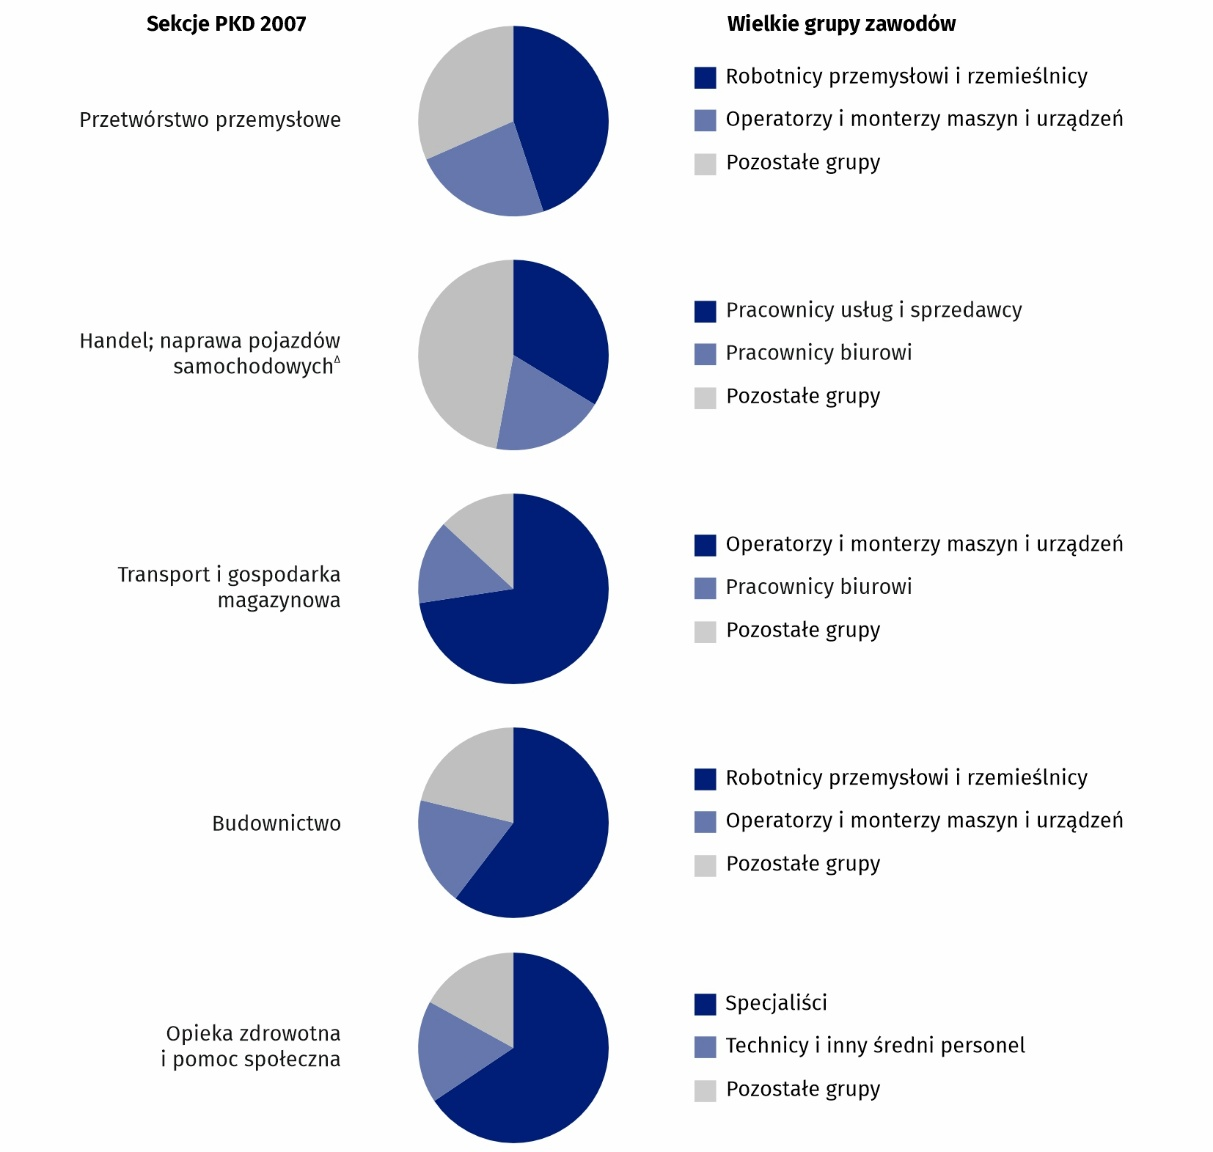 Sekcje PKD 2007
Wielkie grupy zawodów
Przetwórstwo przemysłowe
Robotnicy przemysłowi i rzemieślnicy
Operatorzy i monterzy maszyn i urządzeń
Pozostałe grupy
Handel; naprawa pojazdów
samochodowych^Δ
Pracownicy usług i sprzedawcy
Pracownicy biurowi
Pozostałe grupy
Transport i gospodarka
magazynowa
Operatorzy i monterzy maszyn i urządzeń
Pracownicy biurowi
Pozostałe grupy
Budownictwo
Robotnicy przemysłowi i rzemieślnicy
Operatorzy i monterzy maszyn i urządzeń
Pozostałe grupy
Opieka zdrowotna
i pomoc społeczna
Specjaliści
Technicy i inny średni personel
Pozostałe grupy